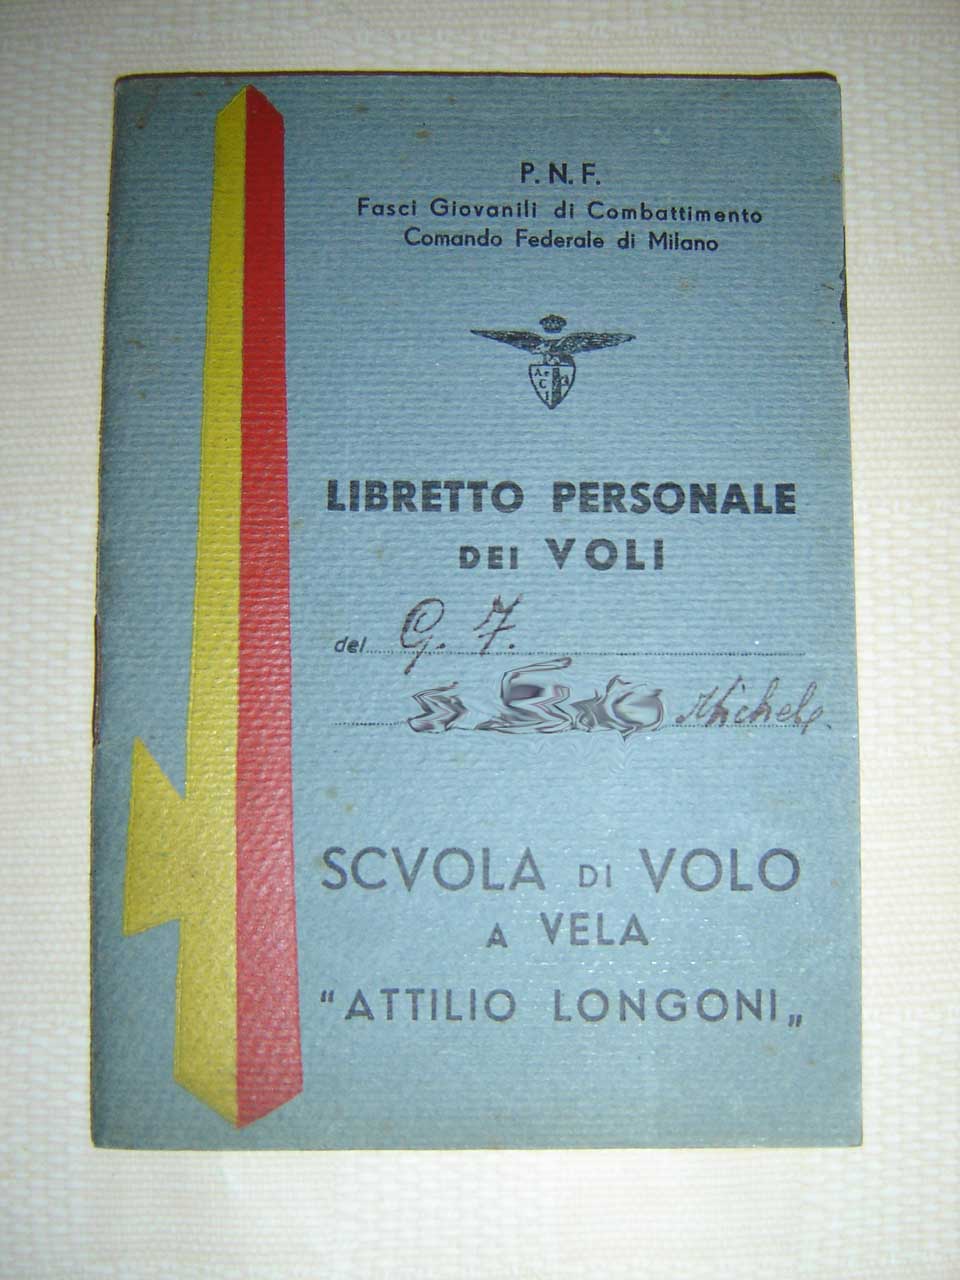 P. N. F.
Fasci Giovanili di Combattimento
Comando Federale di Milano
A e
C
I
LIBRETTO PERSONALE
DEI VOLI
del G. F.
Michele
SCVOLA DI VOLO
A VELA
"ATTILIO LONGONI„